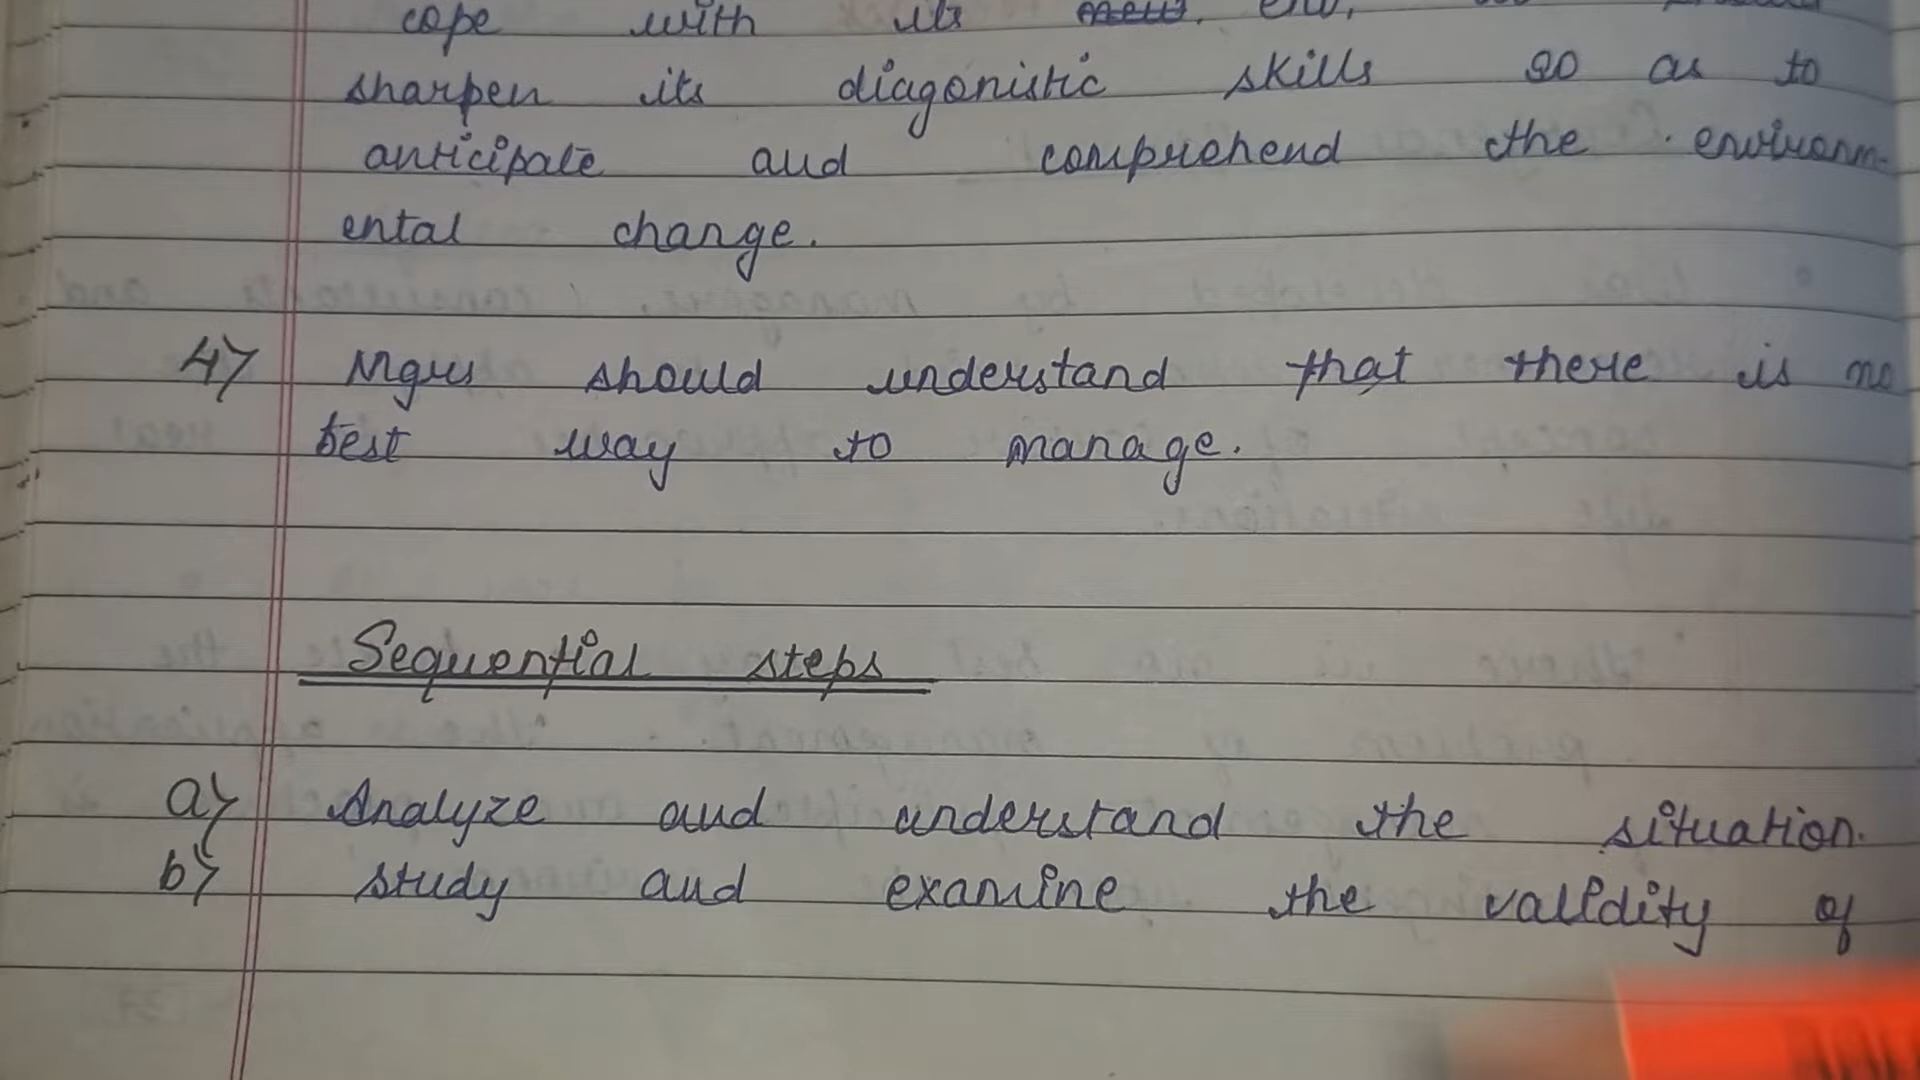 cope with its new. env,
sharpen its diagonistic skills so as to
anticipate and comprehend the environm-
ental change.
4) Mgrs should understand that there is no
best way to manage.
Sequential steps
a) Analyze and understand the situation.
b) study and examine the validity of